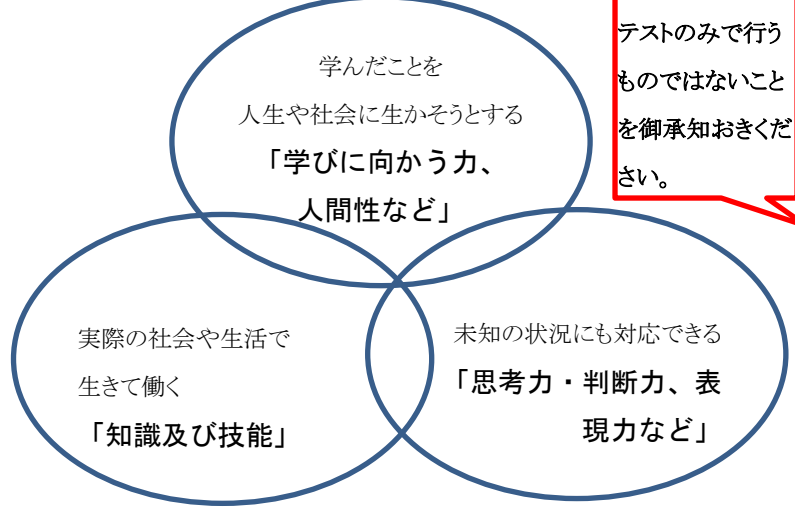 学んだことを
人生や社会に生かそうとする
「学びに向かう力、
人間性など」
テストのみで行う
ものではないこと
を御承知おきくだ
さい。
実際の社会や生活で
生きて働く
「知識及び技能」
未知の状況にも対応できる
「思考力・判断力、表
現力など」